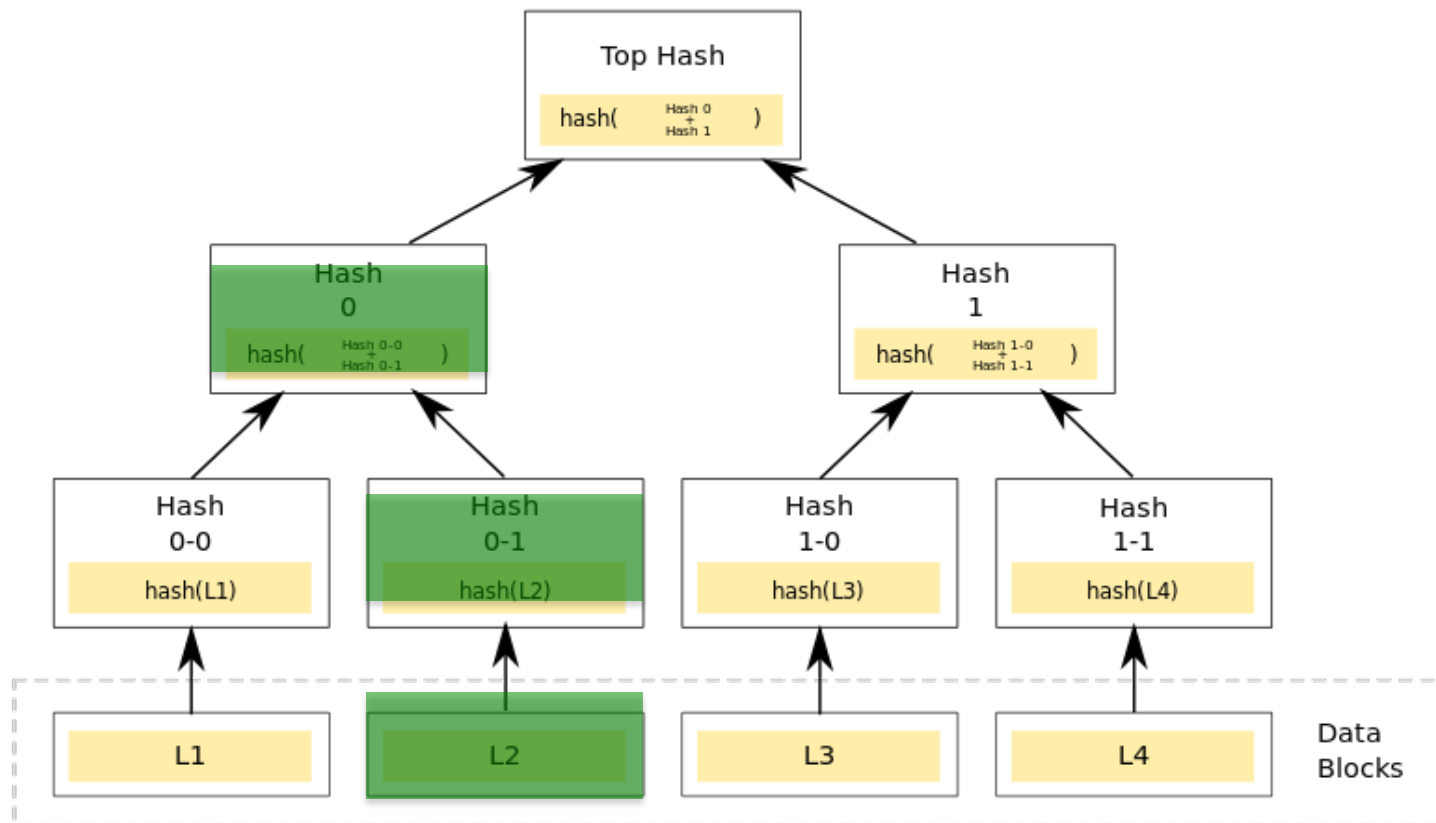 Top Hash
hash( Hash 0 + Hash 1 )
Hash
0
hash( Hash 0-0 + Hash 0-1 )
Hash
1
hash( Hash 1-0 + Hash 1-1 )
Hash
0-0
hash(L1)
Hash
0-1
hash(L2)
Hash
1-0
hash(L3)
Hash
1-1
hash(L4)
L1
L2
L3
L4
Data
Blocks